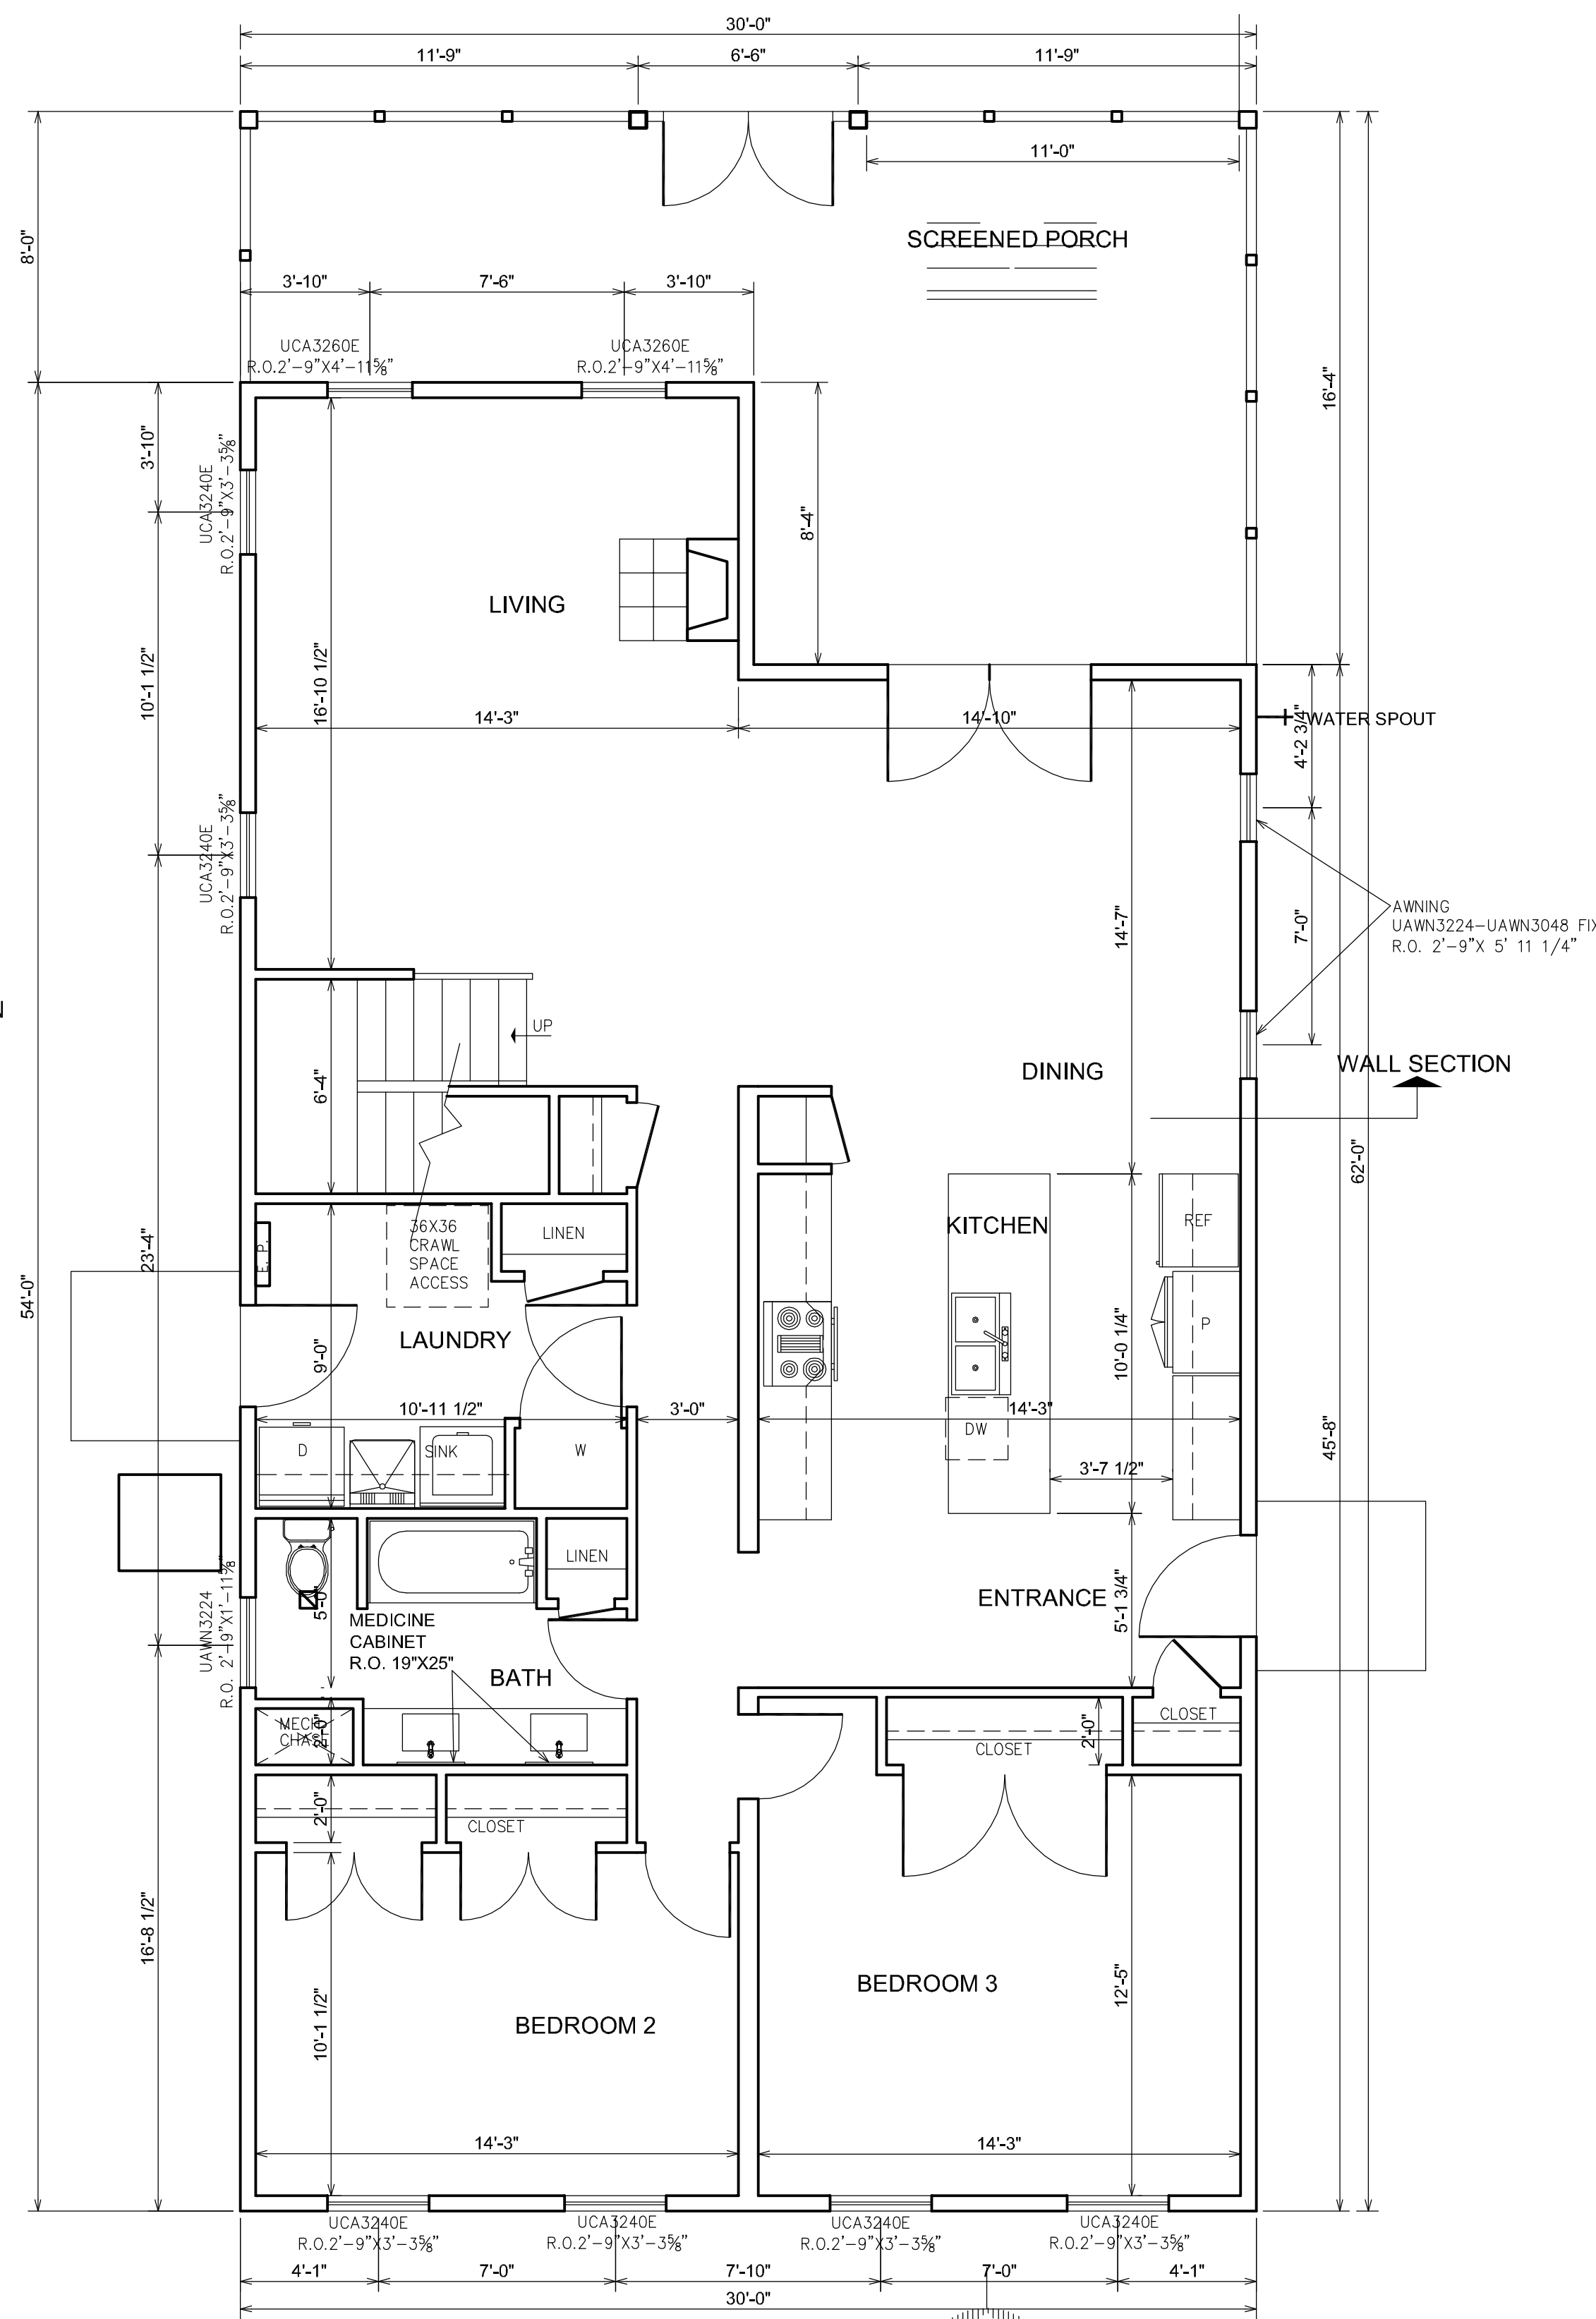 30'-0"
11'-9"
6'-6"
11'-9"
11'-0"
SCREENED PORCH
8'-0"
3'-10"
7'-6"
3'-10"
UCA3260E
R.O.2'-9"X4'-11⅝"
UCA3260E
R.O.2'-9"X4'-11⅝"
16'-4"
3'-10"
UCA3240E
R.O.2'-9"X3'-3⅝"
8'-4"
LIVING
10'-1 1/2"
16'-10 1/2"
14'-3"
14'-10"
WATER SPOUT
4'-2 3/4"
UCA3240E
R.O.2'-9"X3'-3⅝"
14'-7"
7'-0"
AWNING
UAWN3224-UAWN3048 FIX
R.O. 2'-9"X 5' 11 1/4"
UP
DINING
WALL SECTION
6'-4"
62'-0"
36X36
CRAWL
SPACE
ACCESS
LINEN
KITCHEN
REF
E. P.
23'-4"
54'-0"
LAUNDRY
9'-0"
10'-0 1/4"
P
10'-11 1/2"
3'-0"
14'-3"
DW
45'-8"
D
SINK
W
3'-7 1/2"
LINEN
UAWN3224
R.O. 2'-9"X1'-11⅝"
5'-0"
MEDICINE
CABINET
R.O. 19"X25"
BATH
ENTRANCE
5'-1 3/4"
MECH
CHASE
2'-0"
CLOSET
2'-0"
CLOSET
2'-0"
CLOSET
16'-8 1/2"
10'-1 1/2"
BEDROOM 2
BEDROOM 3
12'-5"
14'-3"
14'-3"
UCA3240E
R.O.2'-9"X3'-3⅝"
UCA3240E
R.O.2'-9"X3'-3⅝"
UCA3240E
R.O.2'-9"X3'-3⅝"
UCA3240E
R.O.2'-9"X3'-3⅝"
4'-1"
7'-0"
7'-10"
7'-0"
4'-1"
30'-0"